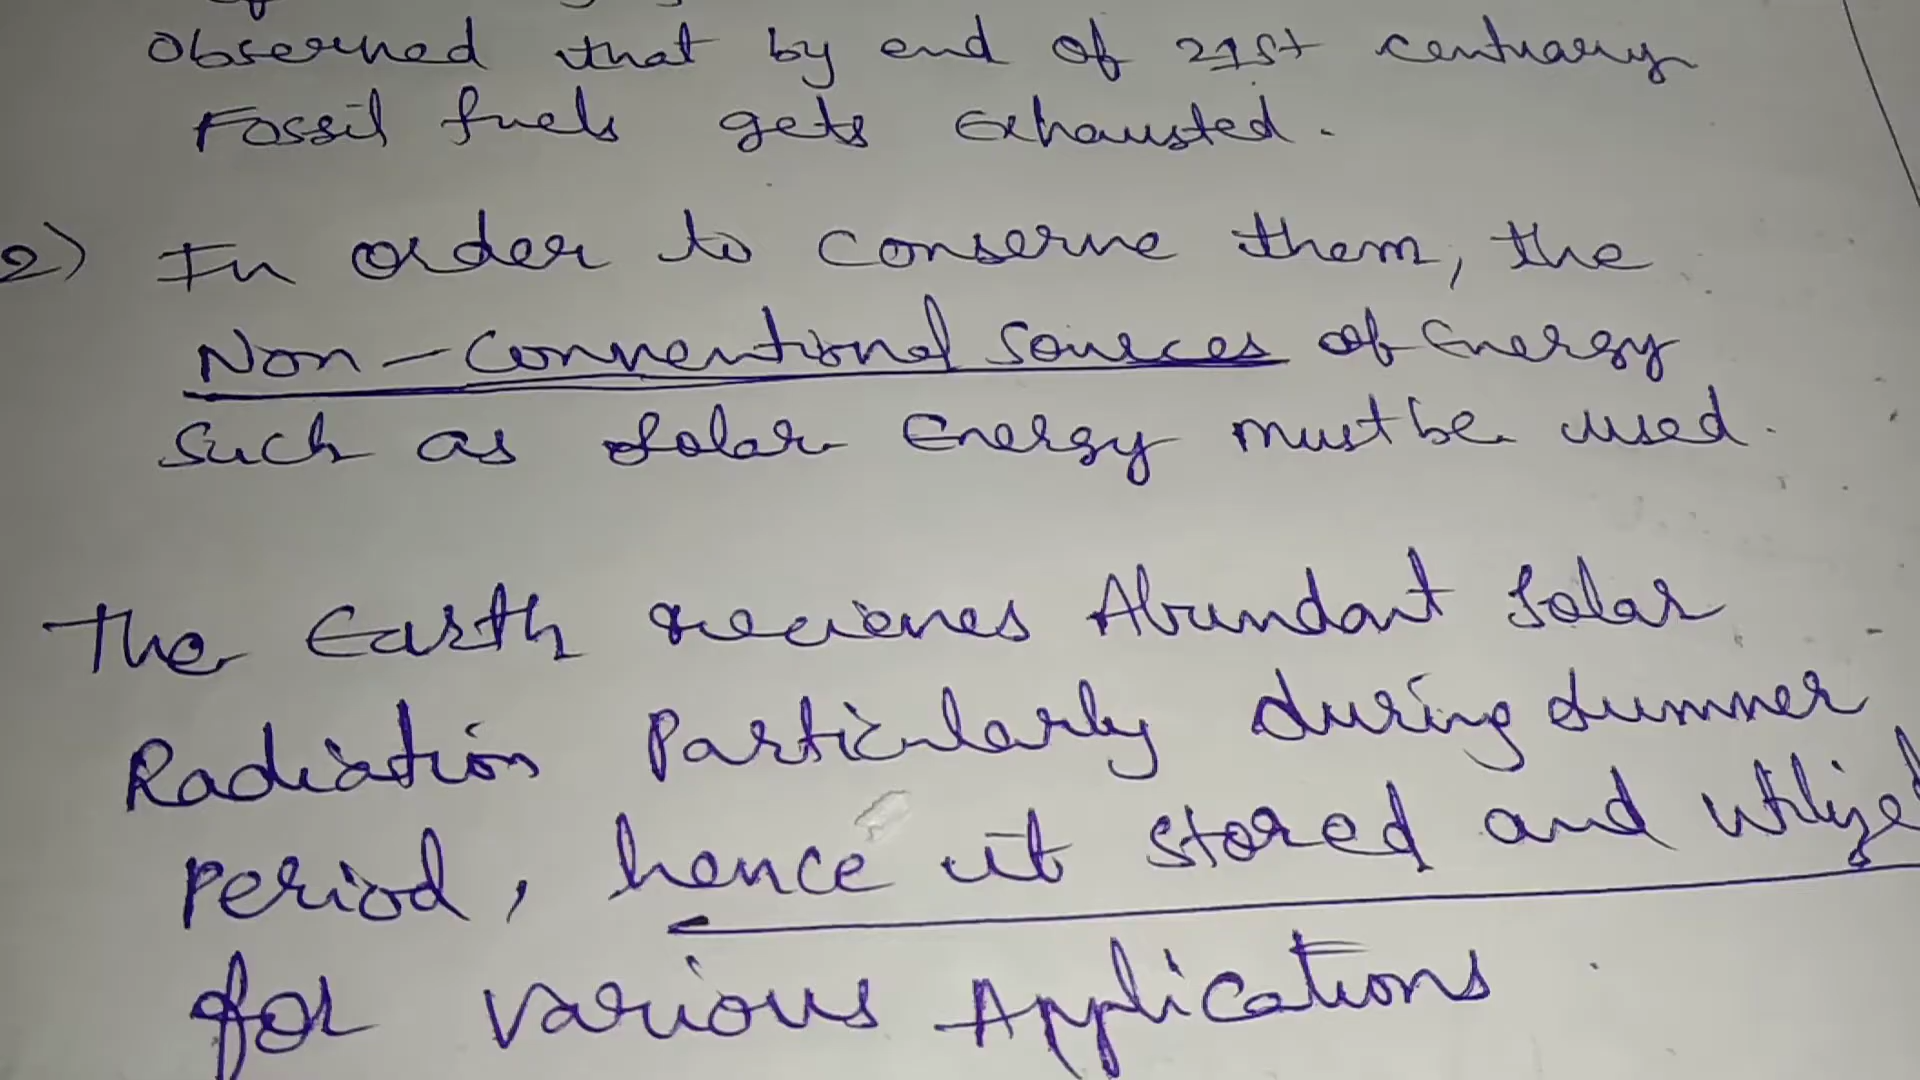 Observed that by end of 21st centuary
Fossil fuels gets Exhausted.
2) In order to conserve them, the
Non-Conventional Sources of Energy
Such as Solar Energy must be used.
The Earth recieves Abundant Solar
Radiation Particularly during Summer
Period, hence it stored and Utilized
for various Applications